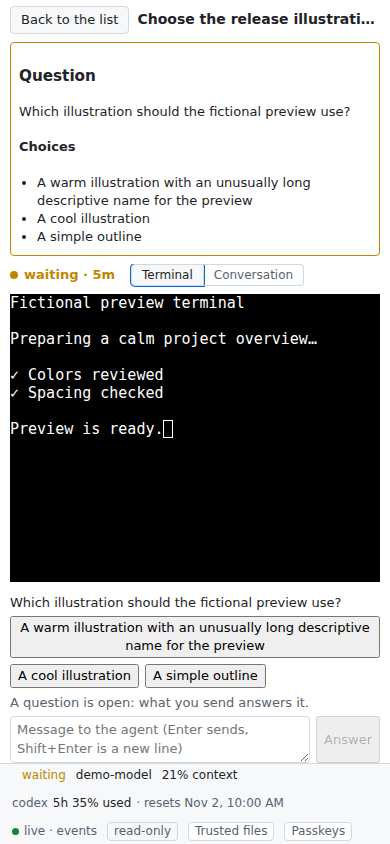 Back to the list Choose the release illustrati…
Question
Which illustration should the fictional preview use?
Choices
• A warm illustration with an unusually long
descriptive name for the preview
• A cool illustration
• A simple outline
waiting · 5m Terminal Conversation
Fictional preview terminal
Preparing a calm project overview…
✓ Colors reviewed
✓ Spacing checked
Preview is ready.
Which illustration should the fictional preview use?
A warm illustration with an unusually long descriptive
name for the preview
A cool illustration A simple outline
A question is open: what you send answers it.
Message to the agent (Enter sends,
Shift+Enter is a new line)
Answer
waiting demo-model 21% context
codex 5h 35% used · resets Nov 2, 10:00 AM
live · events read-only Trusted files Passkeys